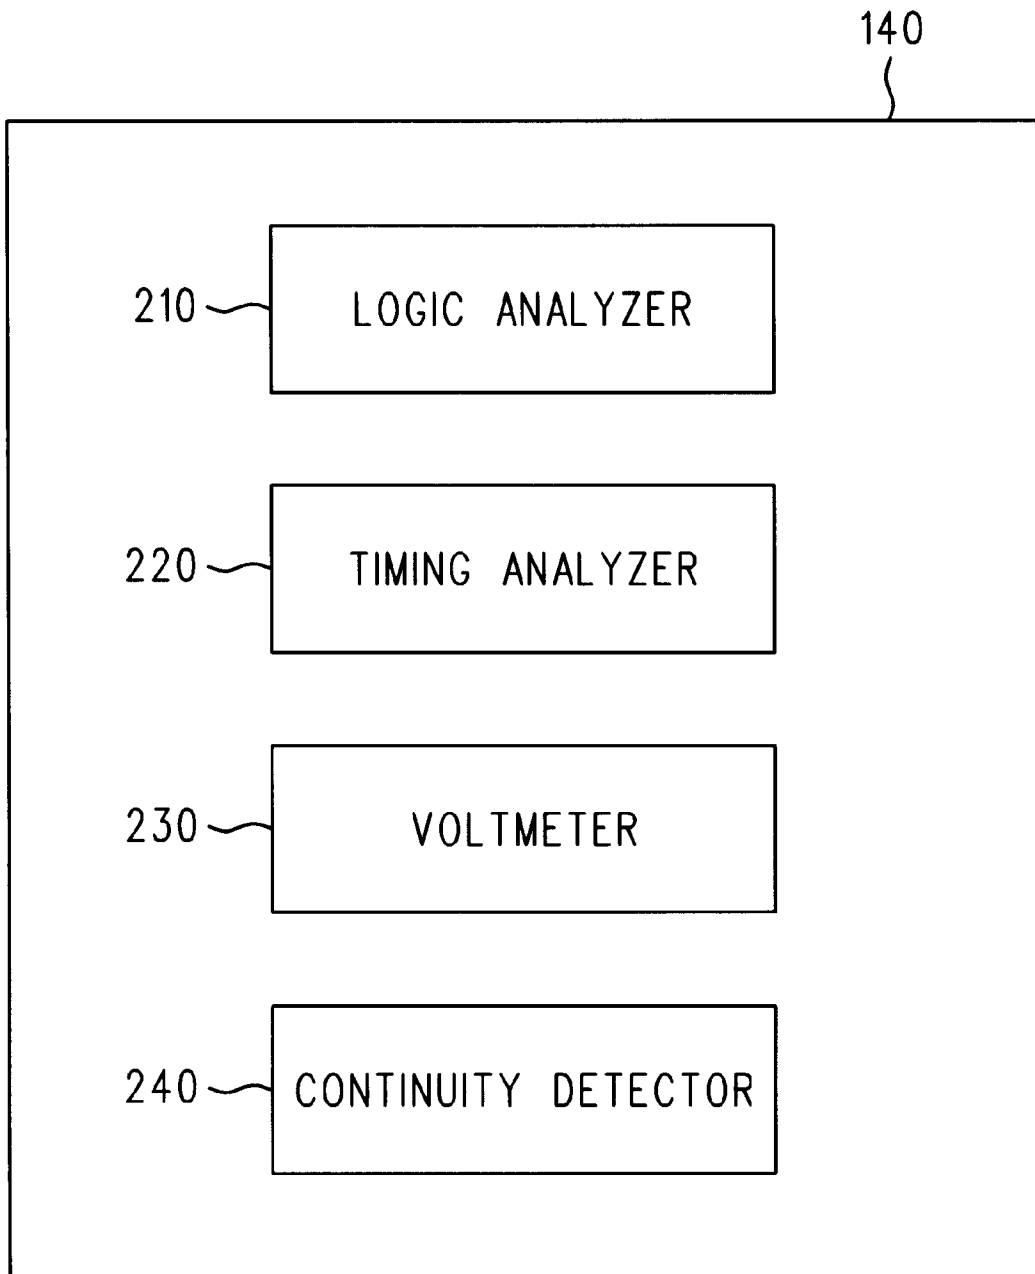 140
210 LOGIC ANALYZER
220 TIMING ANALYZER
230 VOLTMETER
240 CONTINUITY DETECTOR